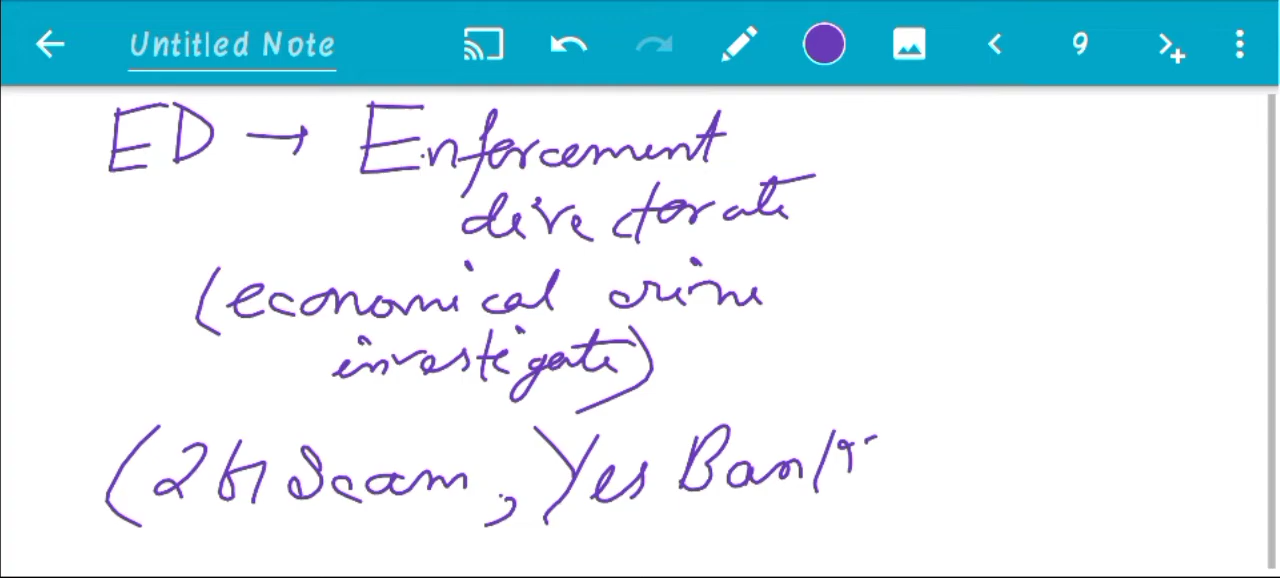 Untitled Note
9
ED → Enforcement
directorate
(economical crime
investigate)
(2G Scam, Yes Bank